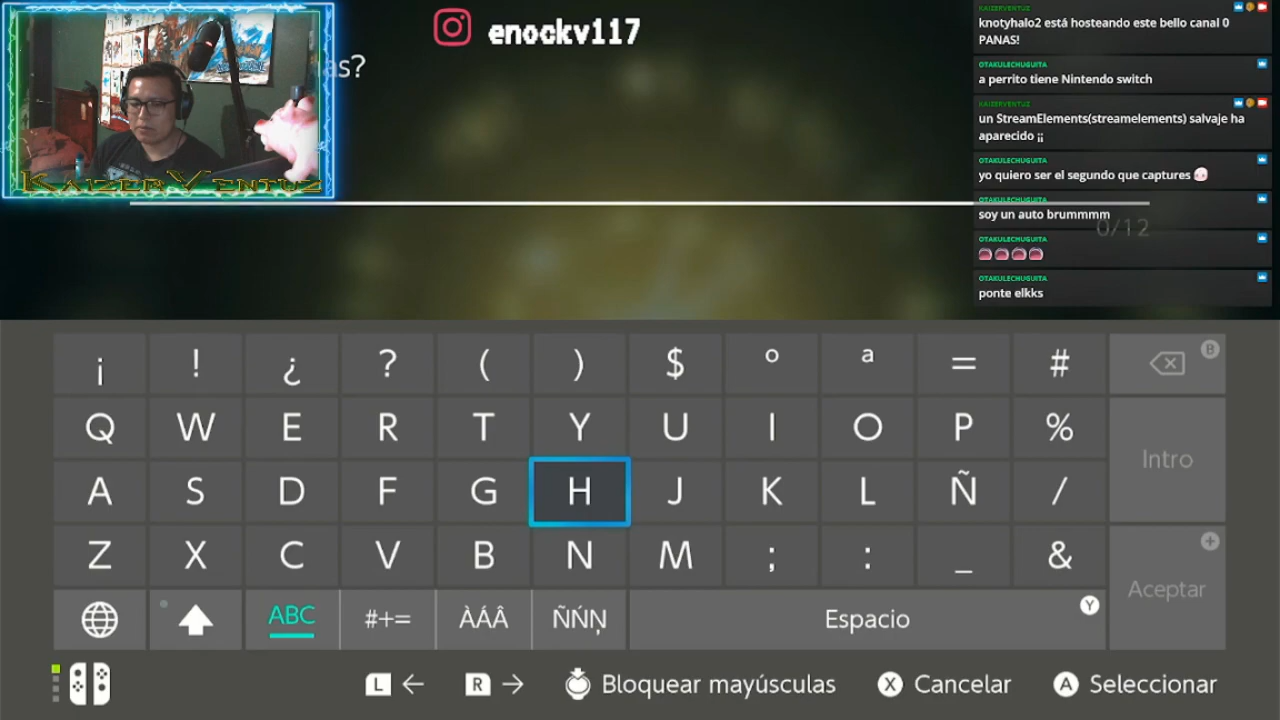 enockv117
as?
KAIZERVENTUZ
0/12
KAIZERVENTUZ
knotyhalo2 está hosteando este bello canal 0
PANAS!
OTAKULECHUGUITA
a perrito tiene Nintendo switch
KAIZERVENTUZ
un StreamElements(streamelements) salvaje ha
aparecido ¡¡
OTAKULECHUGUITA
yo quiero ser el segundo que captures
OTAKULECHUGUITA
soy un auto brummmm
OTAKULECHUGUITA
OTAKULECHUGUITA
ponte elkks
¡ ! ¿ ? ( ) $ º ª = # B
Q W E R T Y U I O P % Intro
A S D F G H J K L Ñ /
Z X C V B N M ; : _ & + Aceptar
ABC #+= ÀÁÂ ÑŃŅ Espacio Y
L ← R → Bloquear mayúsculas X Cancelar A Seleccionar